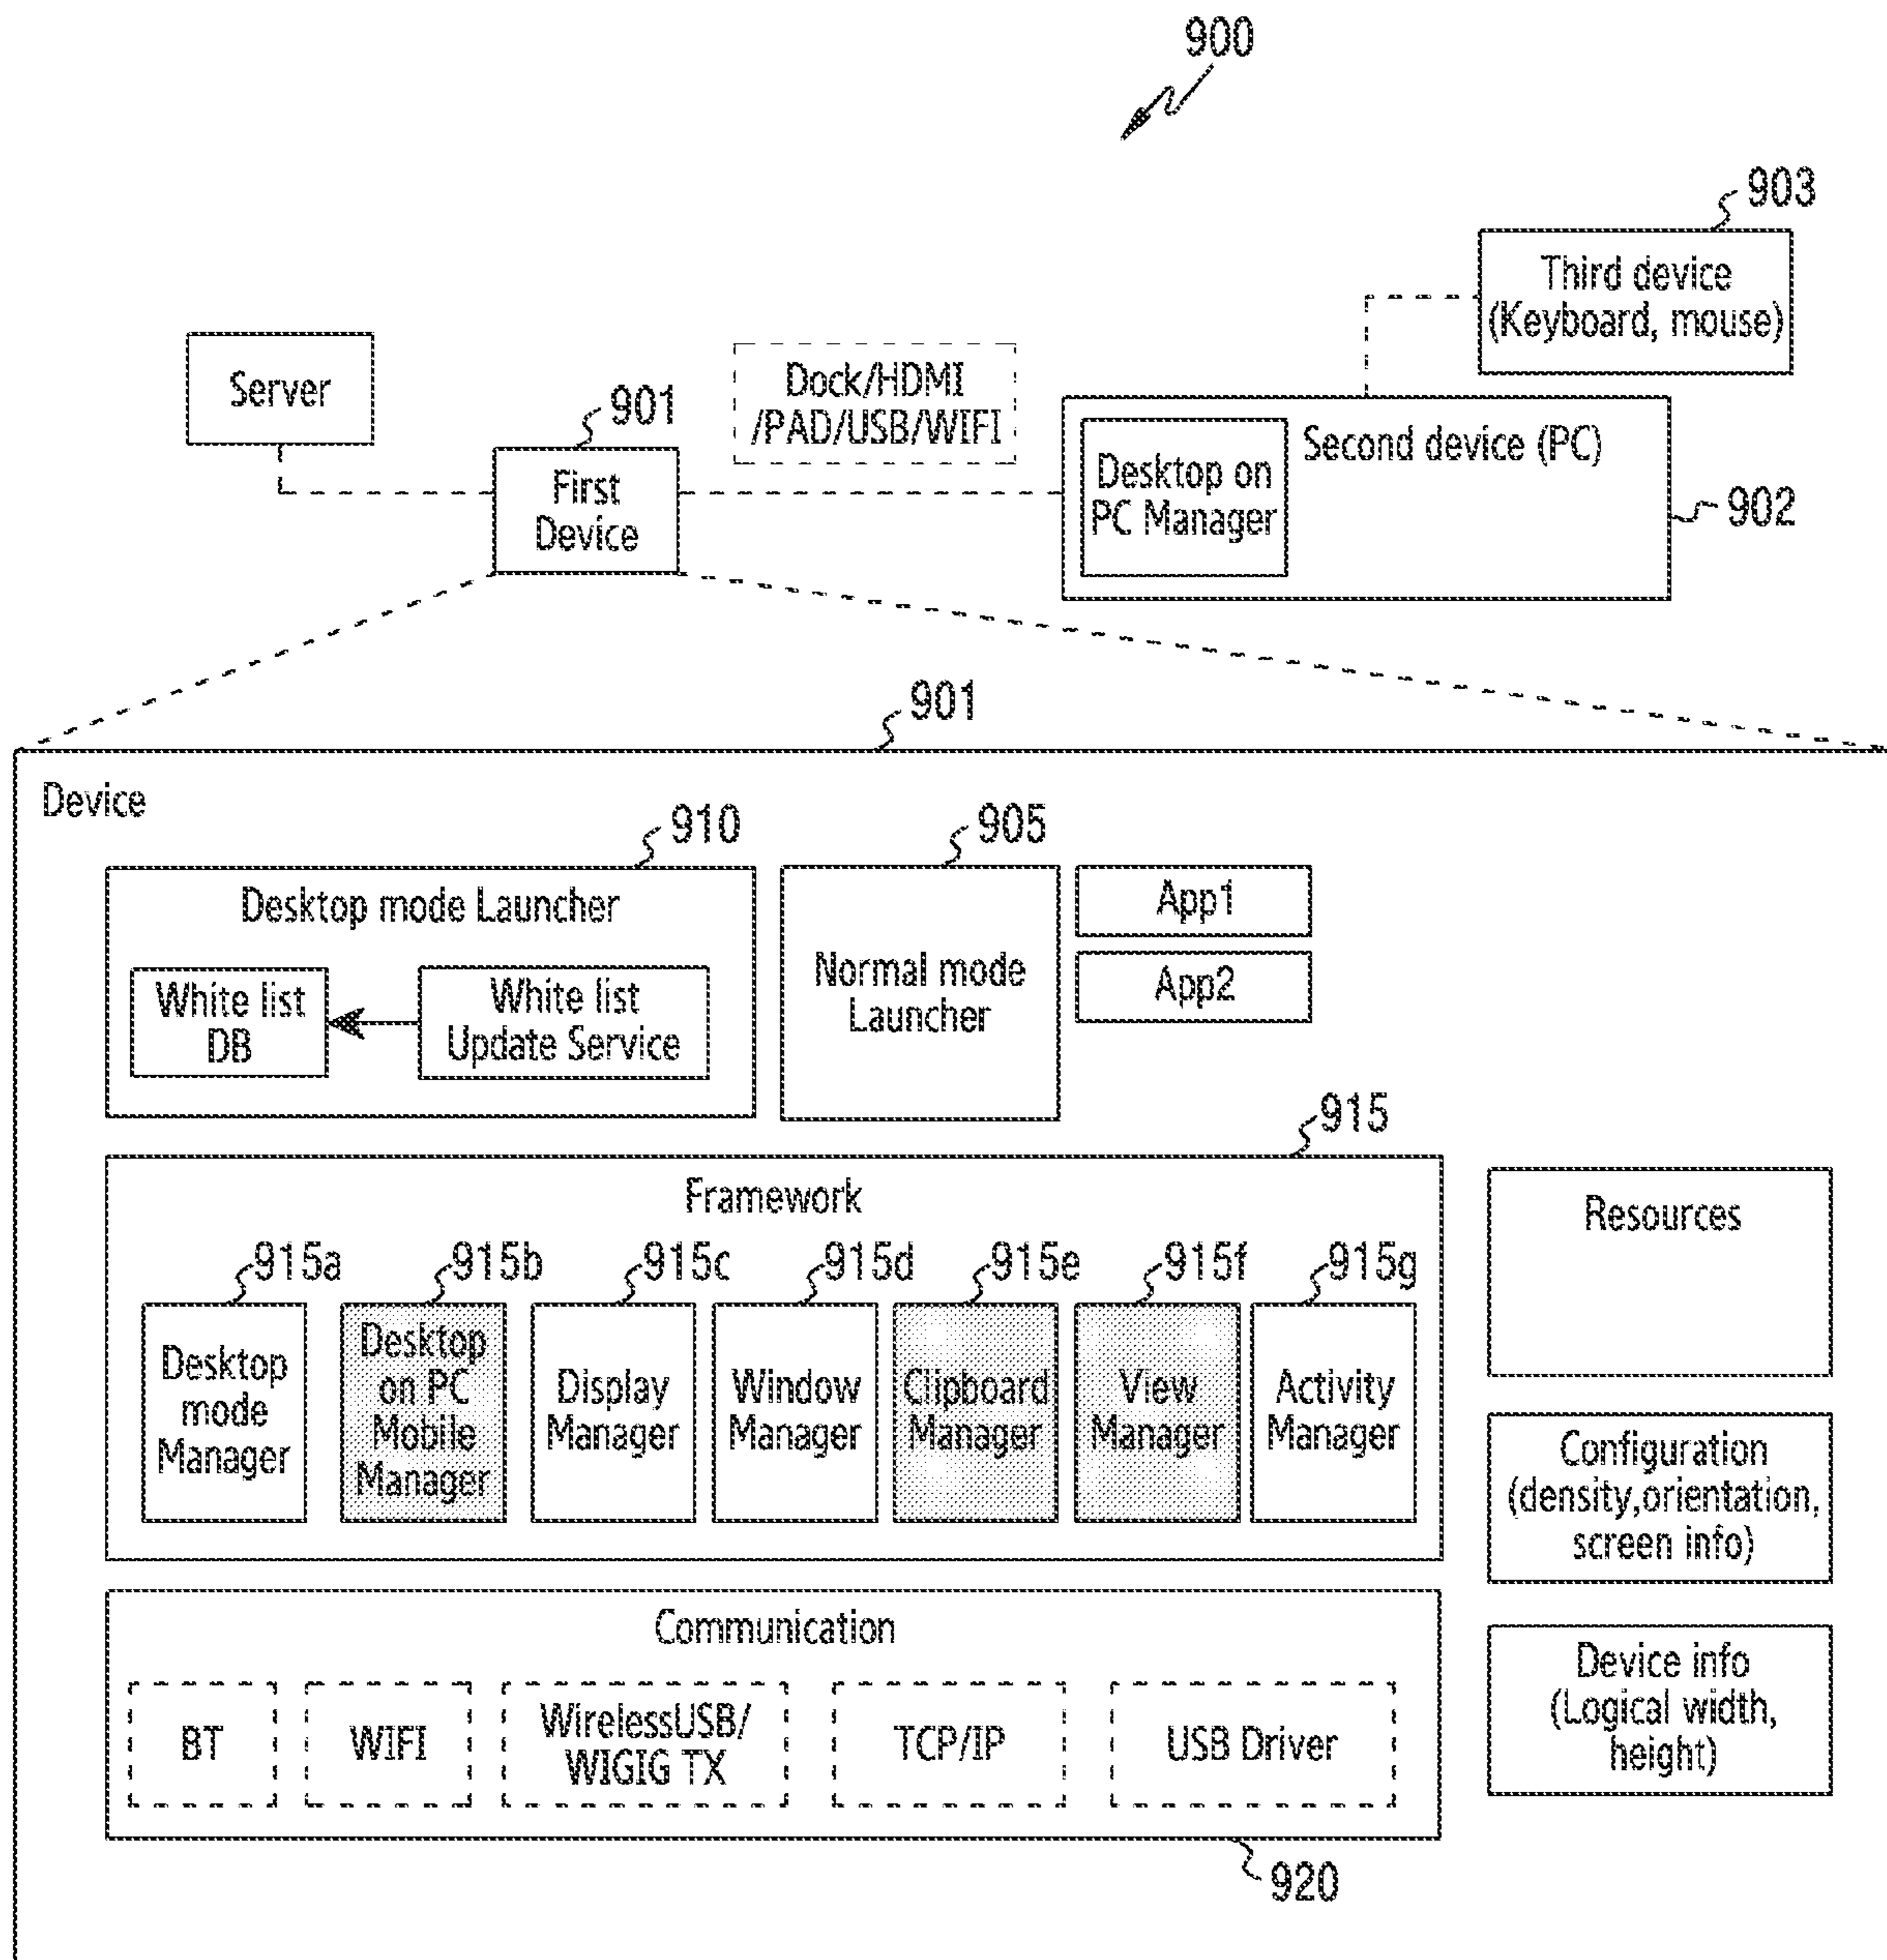 900
903
Third device
(Keyboard, mouse)
Server
901
Dock/HDMI
/PAD/USB/WIFI
First
Device
Desktop on
PC Manager
Second device (PC)
902
901
Device
910
905
Desktop mode Launcher
White list
DB
White list
Update Service
Normal mode
Launcher
App1
App2
915
Framework
915a
915b
915c
915d
915e
915f
915g
Desktop
mode
Manager
Desktop
on PC
Mobile
Manager
Display
Manager
Window
Manager
Clipboard
Manager
View
Manager
Activity
Manager
Resources
Configuration
(density,orientation,
screen info)
Device info
(Logical width,
height)
Communication
BT
WIFI
WirelessUSB/
WIGIG TX
TCP/IP
USB Driver
920